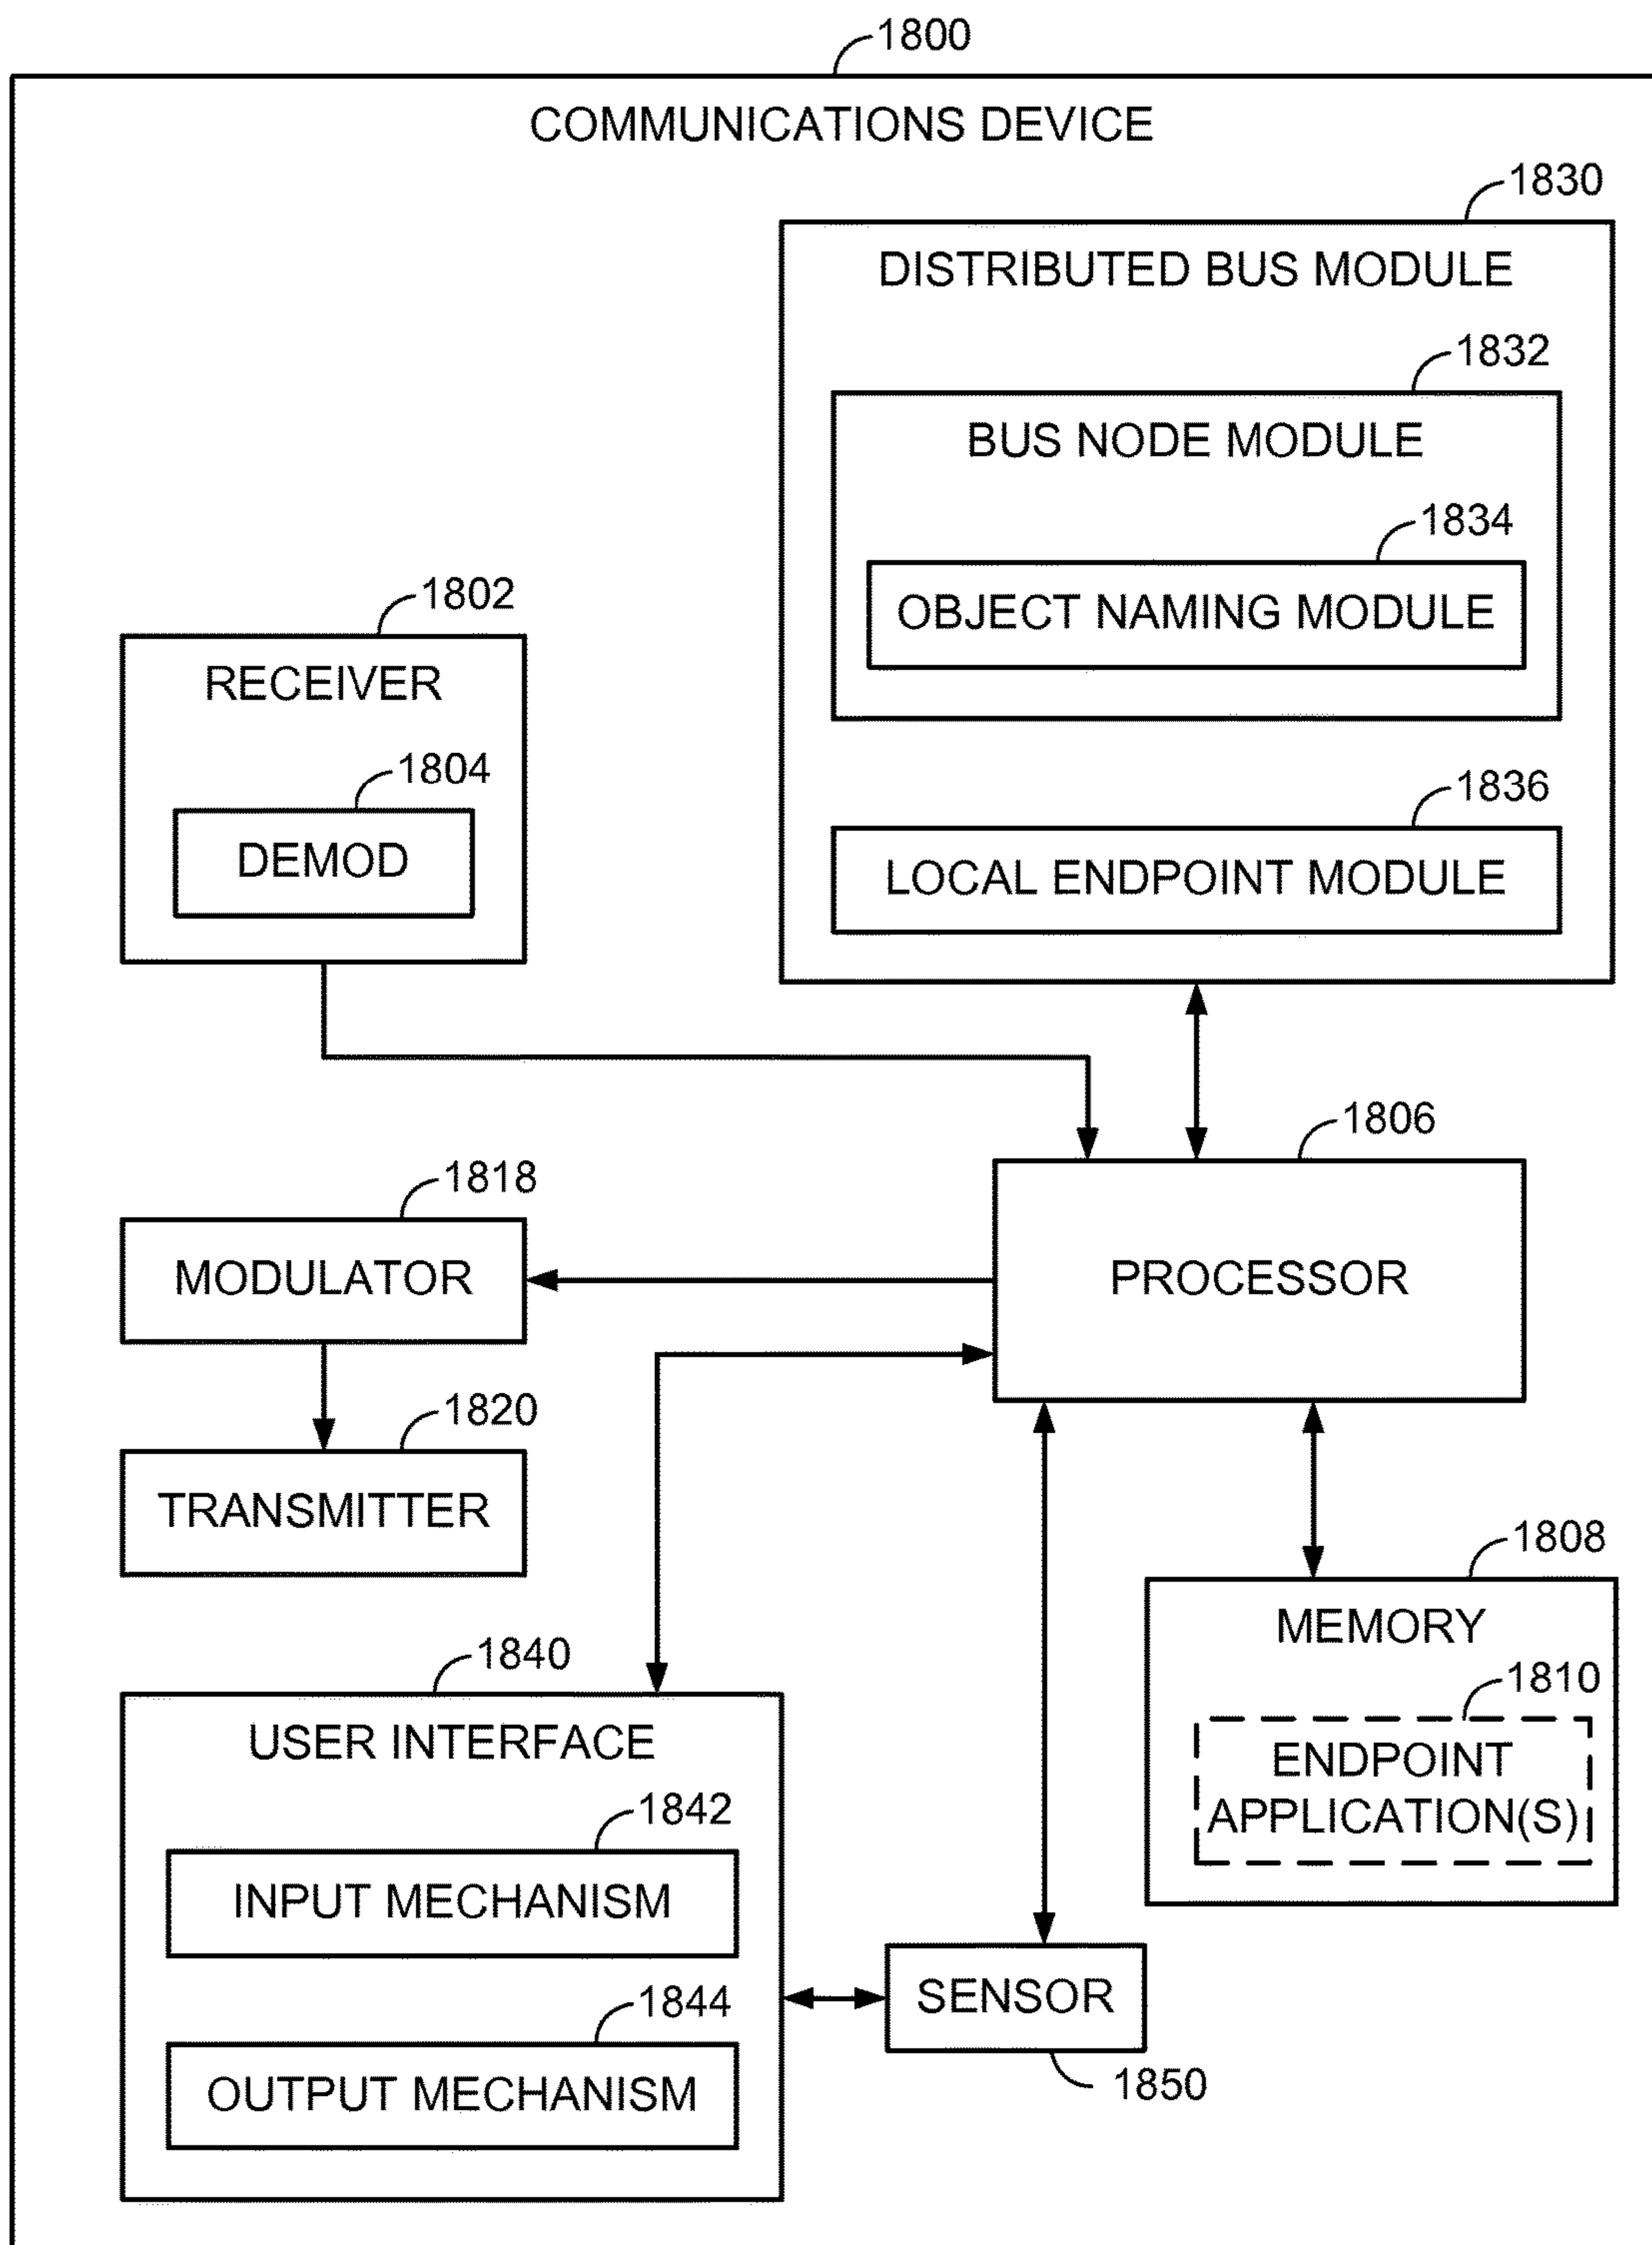 1800
COMMUNICATIONS DEVICE
1830
DISTRIBUTED BUS MODULE
1832
BUS NODE MODULE
1834
OBJECT NAMING MODULE
1836
LOCAL ENDPOINT MODULE
1802
RECEIVER
1804
DEMOD
1806
PROCESSOR
1818
MODULATOR
1820
TRANSMITTER
1808
MEMORY
1810
ENDPOINT
APPLICATION(S)
1840
USER INTERFACE
1842
INPUT MECHANISM
1844
OUTPUT MECHANISM
SENSOR
1850